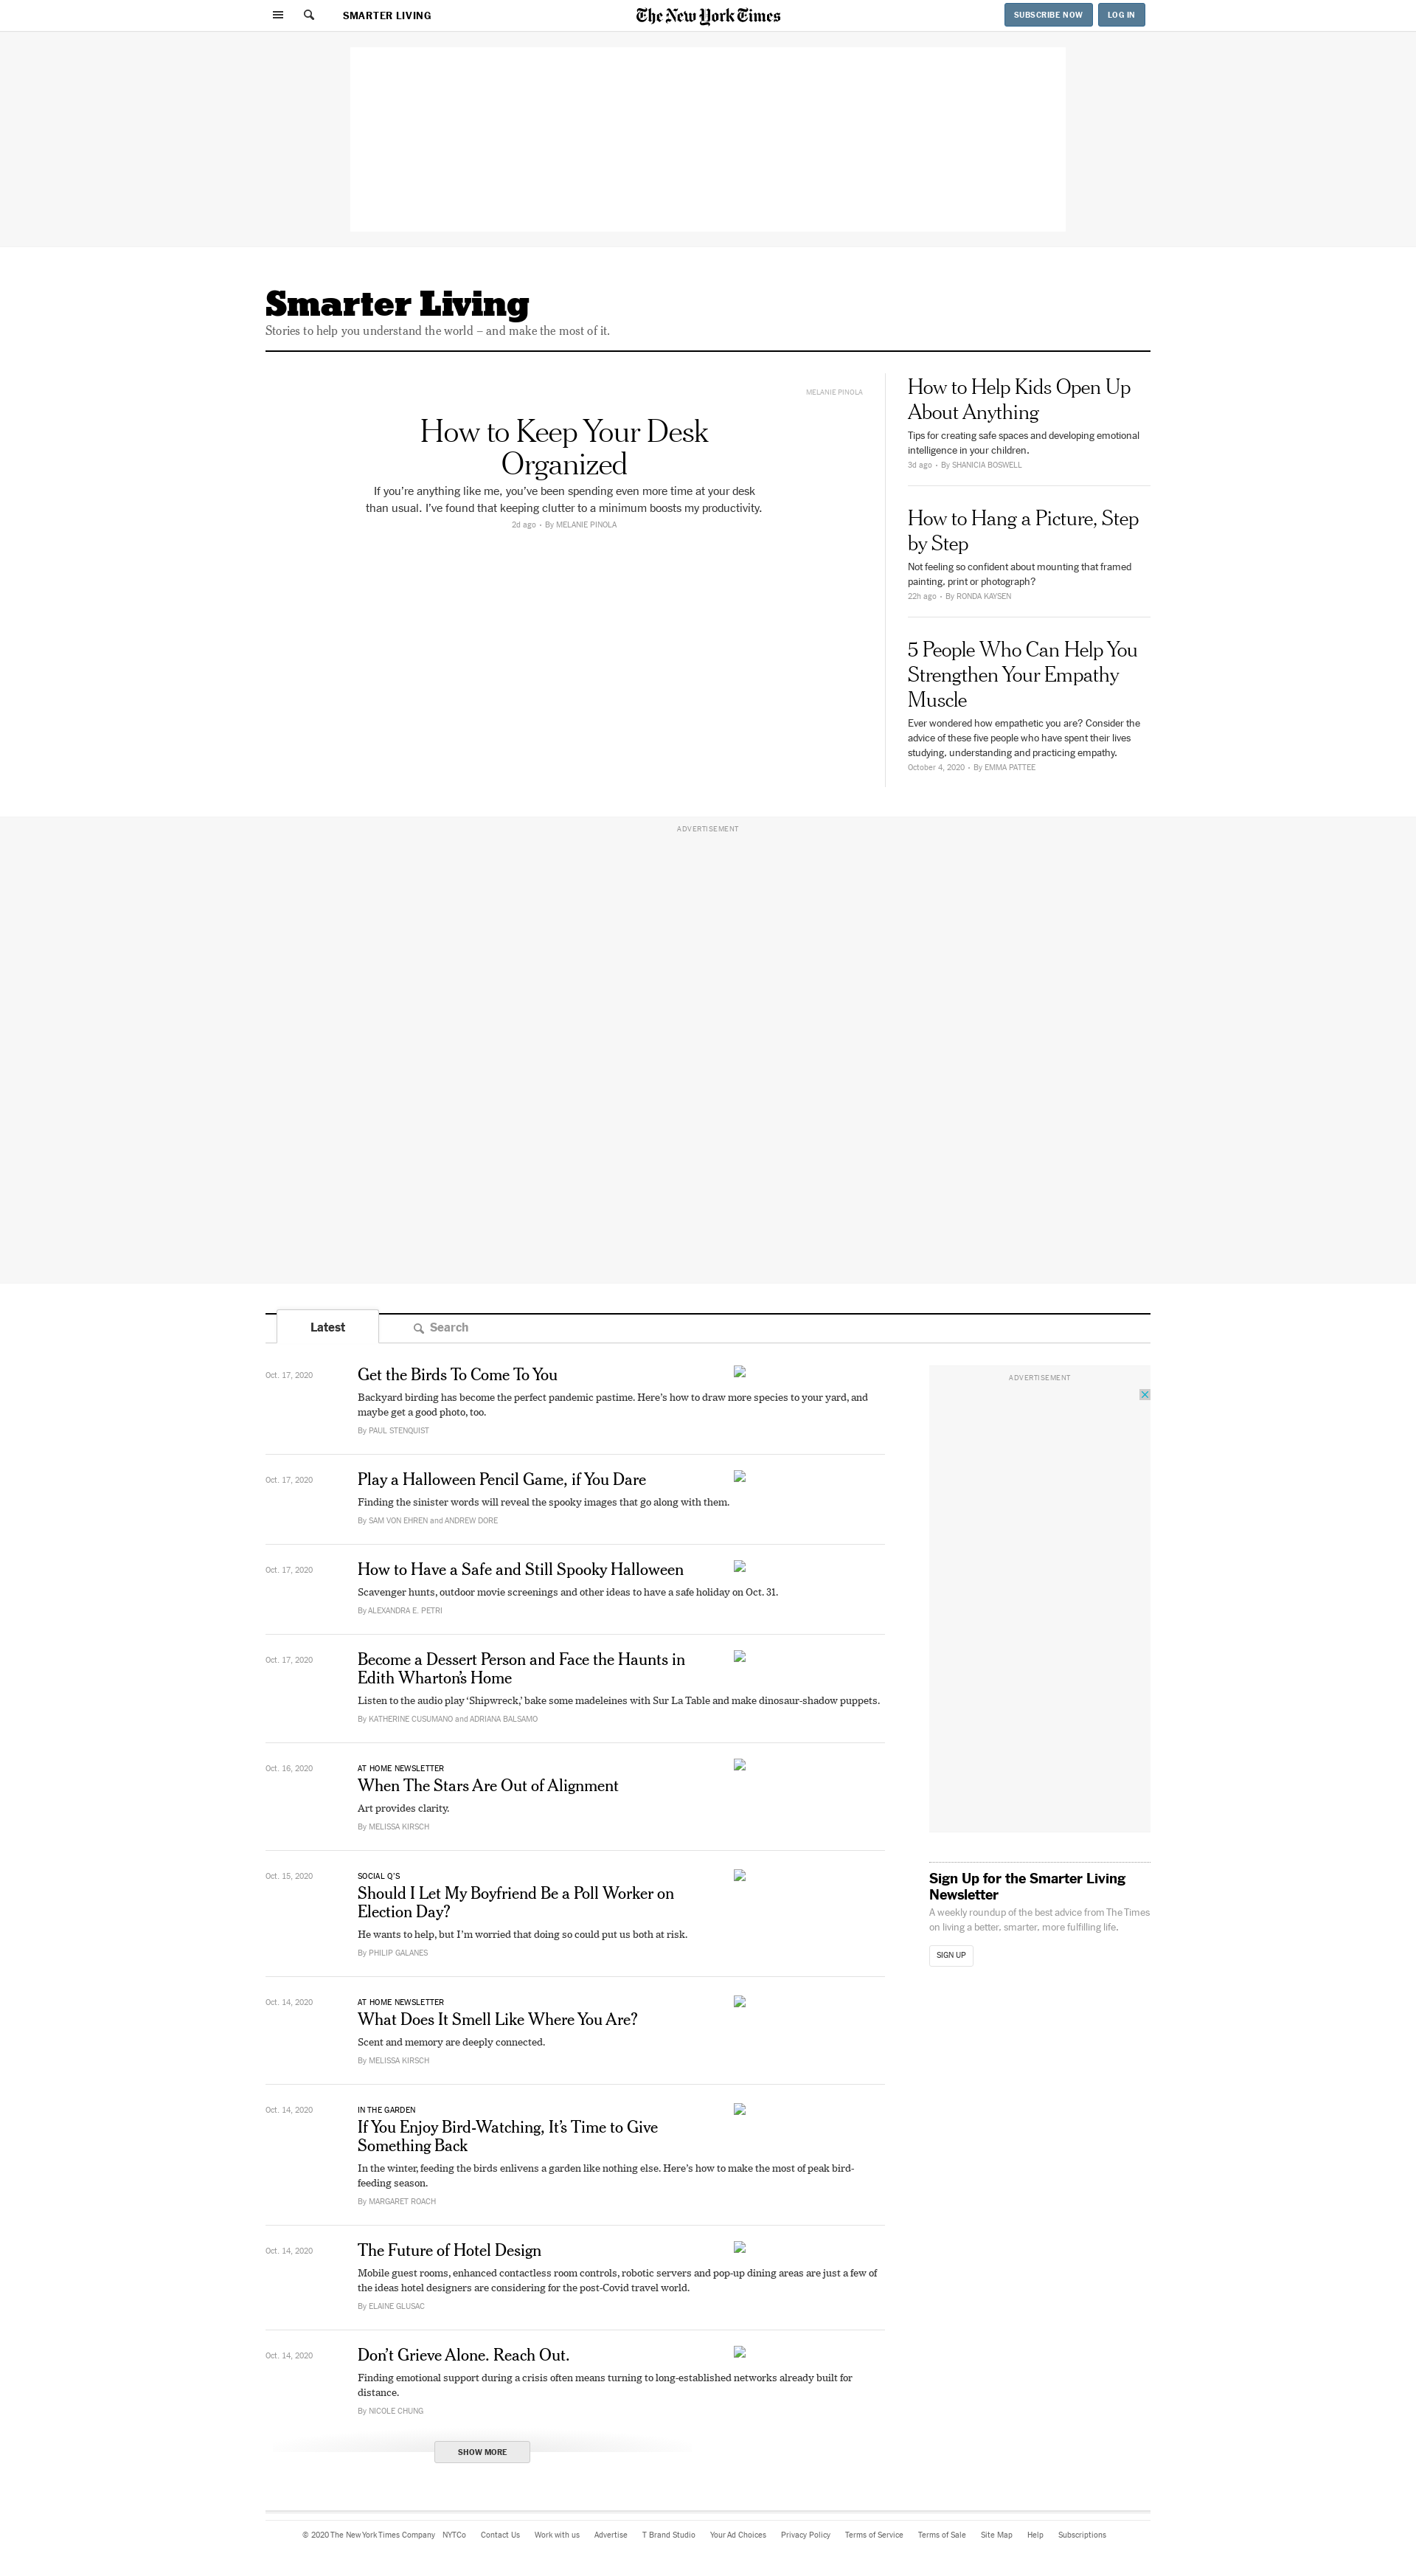 SMARTER LIVING
The New York Times
SUBSCRIBE NOW
LOG IN
Smarter Living
Stories to help you understand the world – and make the most of it.
MELANIE PINOLA
How to Keep Your Desk
Organized
If you’re anything like me, you’ve been spending even more time at your desk
than usual. I’ve found that keeping clutter to a minimum boosts my productivity.
2d ago • By MELANIE PINOLA
How to Help Kids Open Up
About Anything
Tips for creating safe spaces and developing emotional
intelligence in your children.
3d ago • By SHANICIA BOSWELL
How to Hang a Picture, Step
by Step
Not feeling so confident about mounting that framed
painting, print or photograph?
22h ago • By RONDA KAYSEN
5 People Who Can Help You
Strengthen Your Empathy
Muscle
Ever wondered how empathetic you are? Consider the
advice of these five people who have spent their lives
studying, understanding and practicing empathy.
October 4, 2020 • By EMMA PATTEE
ADVERTISEMENT
Latest
Search
Oct. 17, 2020
Get the Birds To Come To You
Backyard birding has become the perfect pandemic pastime. Here’s how to draw more species to your yard, and
maybe get a good photo, too.
By PAUL STENQUIST
Oct. 17, 2020
Play a Halloween Pencil Game, if You Dare
Finding the sinister words will reveal the spooky images that go along with them.
By SAM VON EHREN and ANDREW DORE
Oct. 17, 2020
How to Have a Safe and Still Spooky Halloween
Scavenger hunts, outdoor movie screenings and other ideas to have a safe holiday on Oct. 31.
By ALEXANDRA E. PETRI
Oct. 17, 2020
Become a Dessert Person and Face the Haunts in
Edith Wharton’s Home
Listen to the audio play ‘Shipwreck,’ bake some madeleines with Sur La Table and make dinosaur-shadow puppets.
By KATHERINE CUSUMANO and ADRIANA BALSAMO
Oct. 16, 2020
AT HOME NEWSLETTER
When The Stars Are Out of Alignment
Art provides clarity.
By MELISSA KIRSCH
Oct. 15, 2020
SOCIAL Q’S
Should I Let My Boyfriend Be a Poll Worker on
Election Day?
He wants to help, but I’m worried that doing so could put us both at risk.
By PHILIP GALANES
Oct. 14, 2020
AT HOME NEWSLETTER
What Does It Smell Like Where You Are?
Scent and memory are deeply connected.
By MELISSA KIRSCH
Oct. 14, 2020
IN THE GARDEN
If You Enjoy Bird-Watching, It’s Time to Give
Something Back
In the winter, feeding the birds enlivens a garden like nothing else. Here’s how to make the most of peak bird-
feeding season.
By MARGARET ROACH
Oct. 14, 2020
The Future of Hotel Design
Mobile guest rooms, enhanced contactless room controls, robotic servers and pop-up dining areas are just a few of
the ideas hotel designers are considering for the post-Covid travel world.
By ELAINE GLUSAC
Oct. 14, 2020
Don’t Grieve Alone. Reach Out.
Finding emotional support during a crisis often means turning to long-established networks already built for
distance.
By NICOLE CHUNG
SHOW MORE
ADVERTISEMENT
Sign Up for the Smarter Living
Newsletter
A weekly roundup of the best advice from The Times
on living a better, smarter, more fulfilling life.
SIGN UP
© 2020 The New York Times Company NYTCo Contact Us Work with us Advertise T Brand Studio Your Ad Choices Privacy Policy Terms of Service Terms of Sale Site Map Help Subscriptions